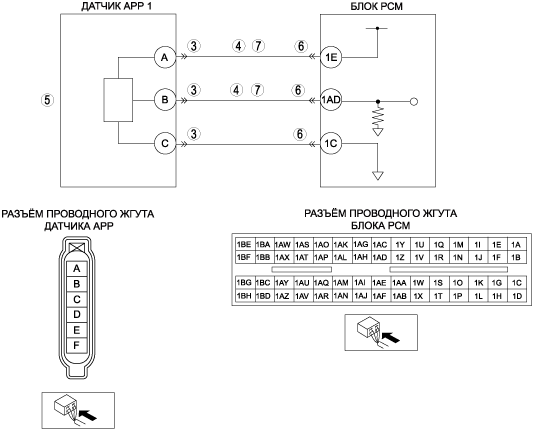 ДАТЧИК APP 1
БЛОК PCM
A 3 4 7 6 1E
5
B 3 4 7 6 1AD
C 3 6 1C
РАЗЪЁМ ПРОВОДНОГО ЖГУТА
ДАТЧИКА APP
A
B
C
D
E
F
РАЗЪЁМ ПРОВОДНОГО ЖГУТА
БЛОКА PCM
1BE 1BA 1AW 1AS 1AO 1AK 1AG 1AC 1Y 1U 1Q 1M 1I 1E 1A
1BF 1BB 1AX 1AT 1AP 1AL 1AH 1AD 1Z 1V 1R 1N 1J 1F 1B
1BG 1BC 1AY 1AU 1AQ 1AM 1AI 1AE 1AA 1W 1S 1O 1K 1G 1C
1BH 1BD 1AZ 1AV 1AR 1AN 1AJ 1AF 1AB 1X 1T 1P 1L 1H 1D